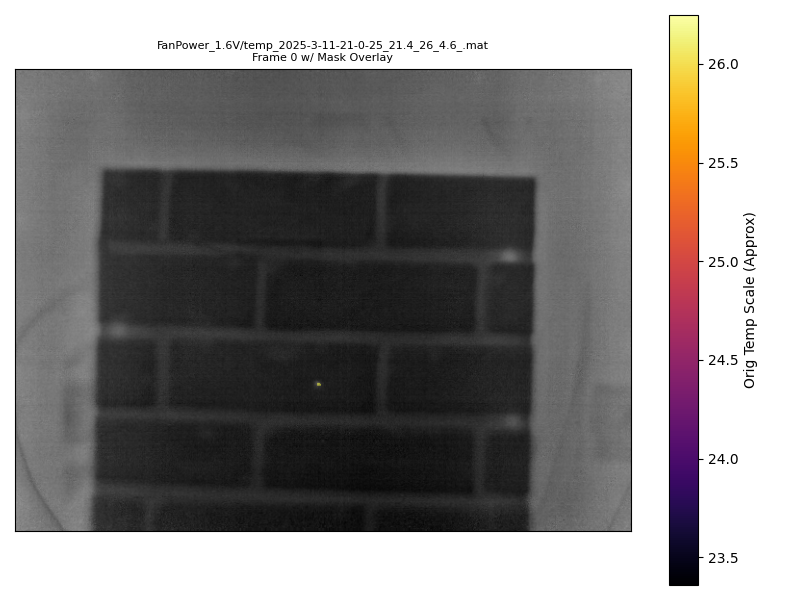 FanPower_1.6V/temp_2025-3-11-21-0-25_21.4_26_4.6_.mat
Frame 0 w/ Mask Overlay
26.0
25.5
25.0
24.5
24.0
23.5
Orig Temp Scale (Approx)